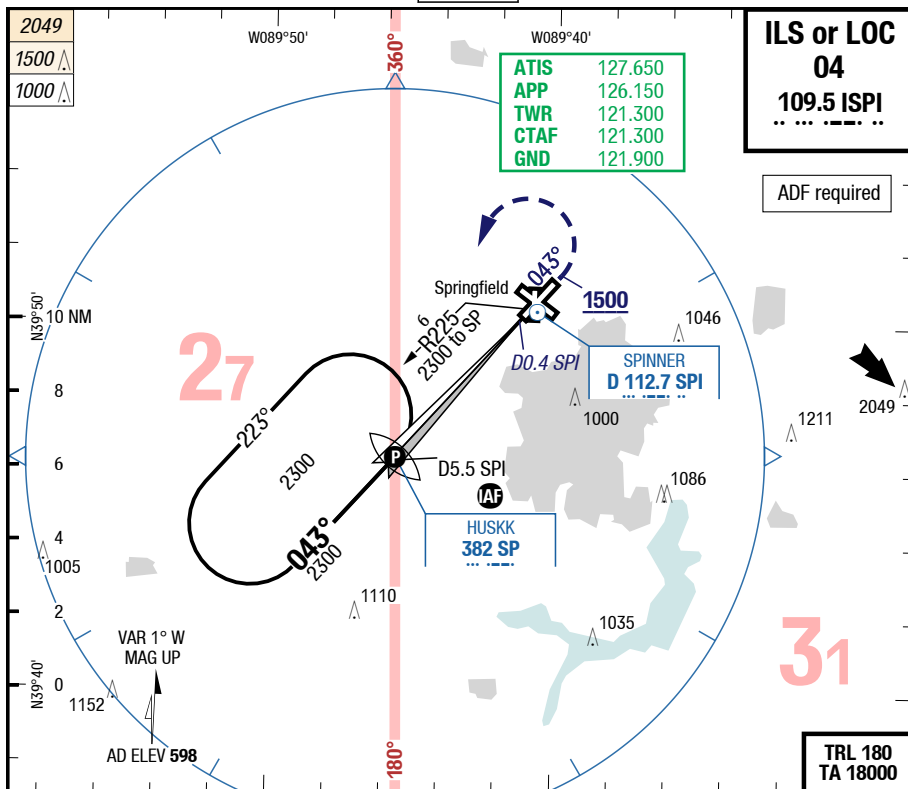 2049
1500
1000
W089°50'
W089°40'
360°
ILS or LOC
04
109.5 ISPI
ADF required
ATIS 127.650
APP 126.150
TWR 121.300
CTAF 121.300
GND 121.900
043°
Springfield
1500
N39°50'
10 NM
6
R225
2300 to SP
27
D0.4 SPI
SPINNER
D 112.7 SPI
1046
8
1000
2049
1211
223°
2300
6
P
D5.5 SPI
IAF
1086
HUSKK
382 SP
043°
2300
4
1005
2
1110
1035
VAR 1° W
MAG UP
31
N39°40'
0
1152
AD ELEV 598
180°
TRL 180
TA 18000